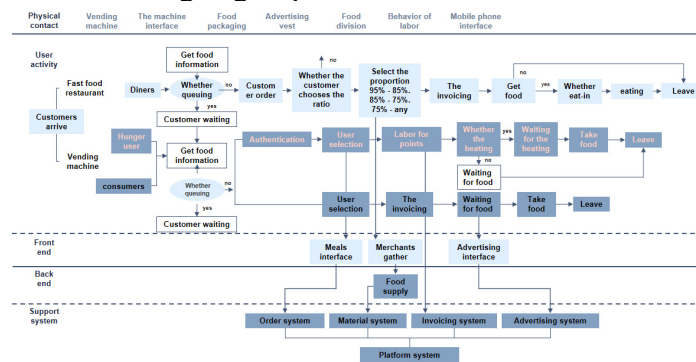 Physical contact
Vending machine
The machine interface
Food packaging
Advertising vest
Food division
Behavior of labor
Mobile phone interface
User activity
Get food information
no
Fast food restaurant
Diners
Whether queuing
no
Custom er order
Whether the customer chooses the ratio
Select the proportion
95% - 85%.
85% - 75%.
75% - any
The invoicing
Get food
no
yes
Whether eat-in
eating
Leave
yes
Customers arrive
Customer waiting
Hunger user
Get food information
Authentication
User selection
Labor for points
Whether the heating
yes
Waiting for the heating
Take food
Leave
Vending machine
no
Waiting for food
consumers
Whether queuing
no
yes
Customer waiting
User selection
The invoicing
Waiting for food
Take food
Leave
Front end
Meals interface
Merchants gather
Advertising interface
Back end
Food supply
Support system
Order system
Material system
Invoicing system
Advertising system
Platform system